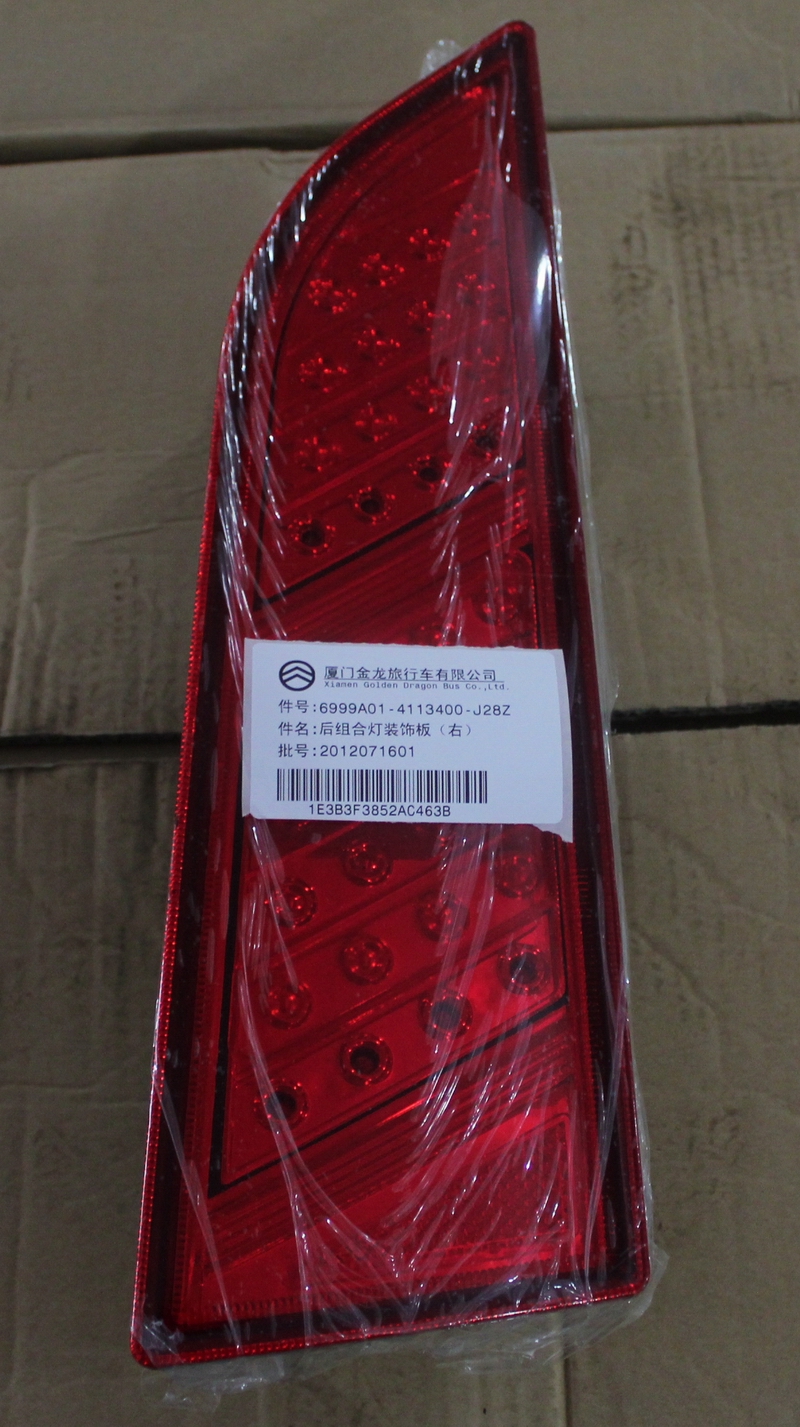 厦门金龙旅行车有限公司
Xiamen Golden Dragon Bus Co.,Ltd.
件号:6999A01-4113400-J28Z
件名:后组合灯装饰板（右）
批号:2012071601
1E3B3F3852AC463B